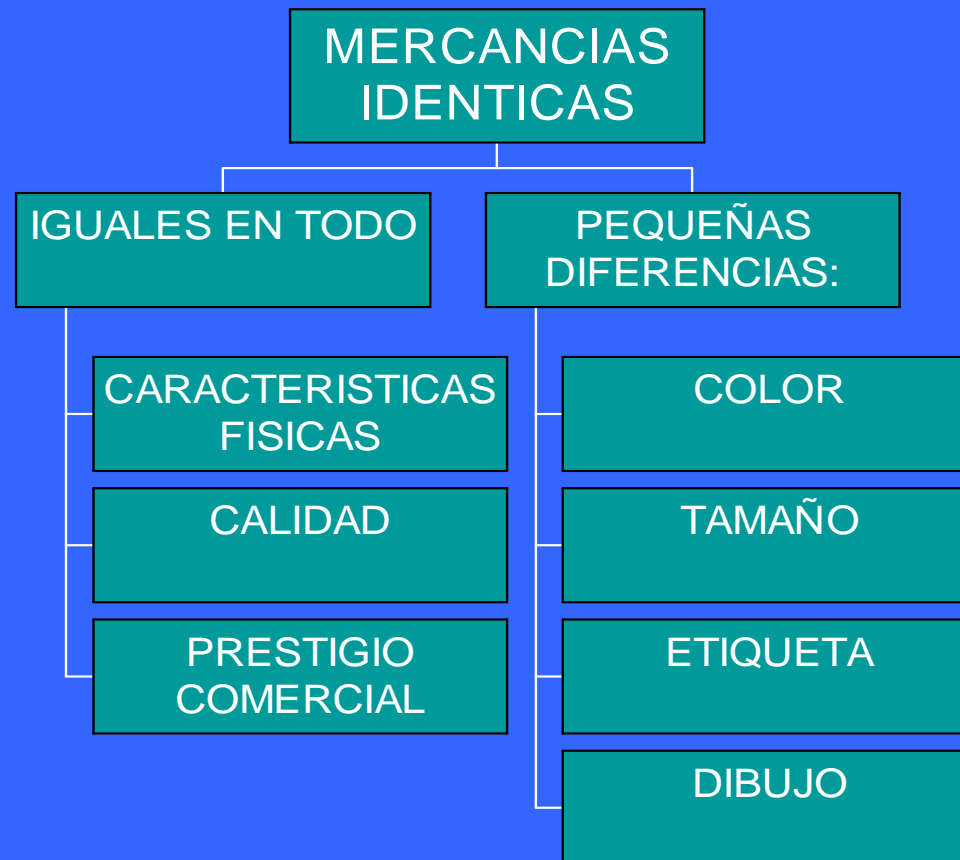 MERCANCIAS
IDENTICAS
IGUALES EN TODO
CARACTERISTICAS
FISICAS
CALIDAD
PRESTIGIO
COMERCIAL
PEQUEÑAS
DIFERENCIAS:
COLOR
TAMAÑO
ETIQUETA
DIBUJO